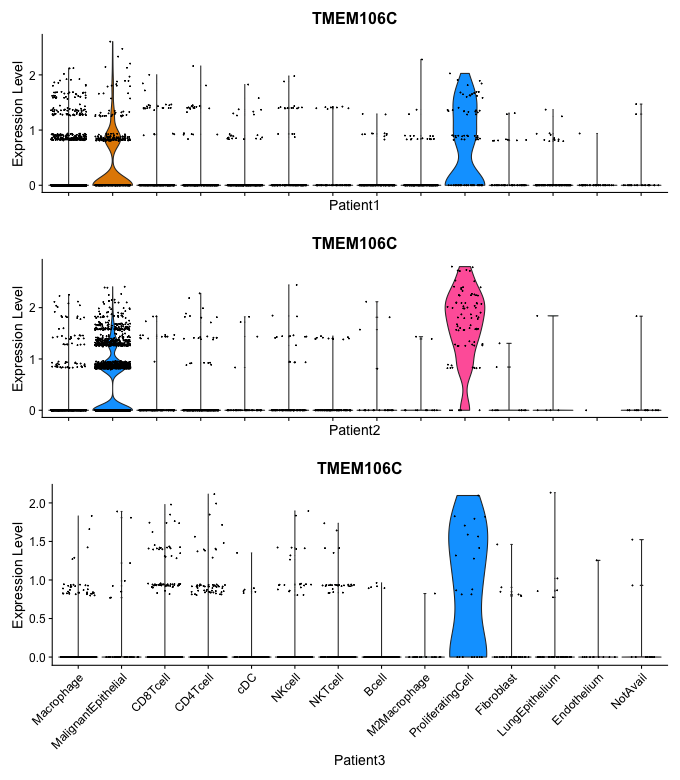 TMEM106C
Expression Level
2
1
0
Patient1
TMEM106C
Expression Level
2
1
0
Patient2
TMEM106C
Expression Level
2.0
1.5
1.0
0.5
0.0
Macrophage
MalignantEpithelial
CD8Tcell
CD4Tcell
cDC
NKcell
NKTcell
Bcell
M2Macrophage
ProliferatingCell
Fibroblast
LungEpithelium
Endothelium
NotAvail
Patient3